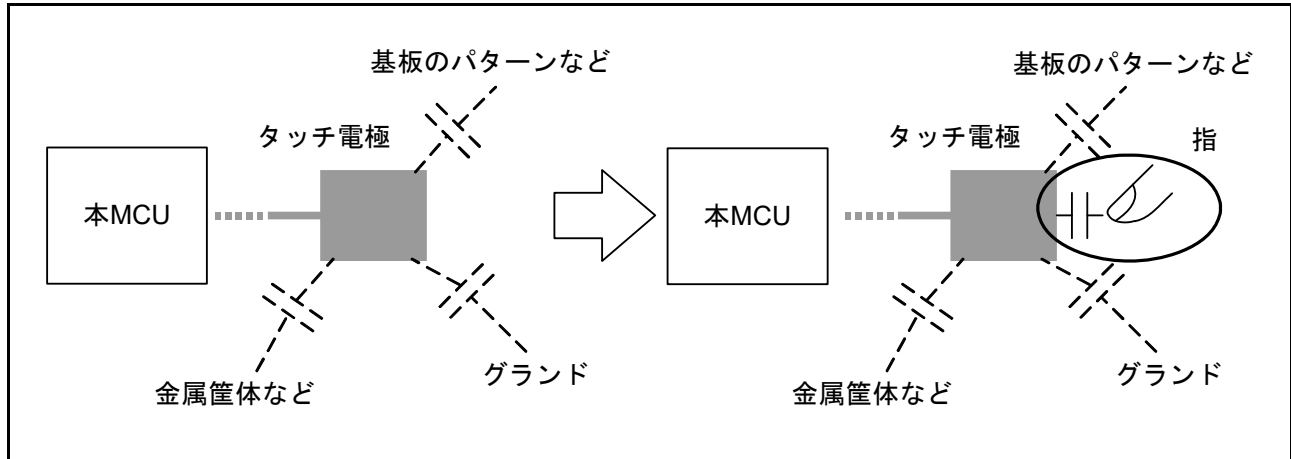 基板のパターンなど
タッチ電極
本MCU
金属筐体など
グランド
基板のパターンなど
指
タッチ電極
本MCU
金属筐体など
グランド